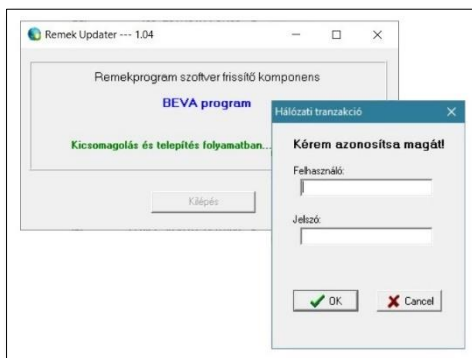 Remek Updater --- 1.04
Remekprogram szoftver frissítő komponens
BEVA program
Kicsomagolás és telepítés folyamatban...
Kilépés
Hálózati tranzakció
Kérem azonosítsa magát!
Felhasználó:
Jelszó:
OK
Cancel